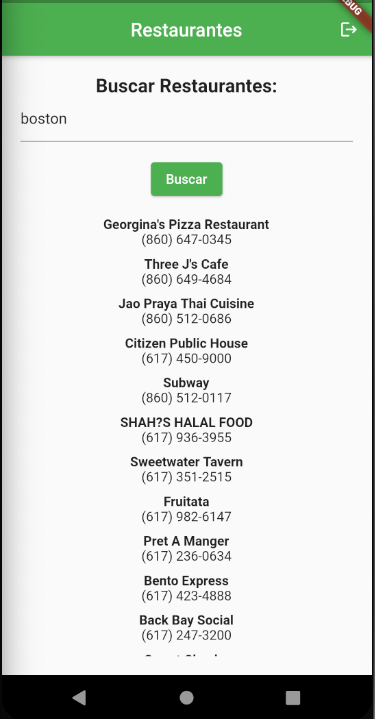 Restaurantes
Buscar Restaurantes:
boston
Buscar
Georgina's Pizza Restaurant
(860) 647-0345
Three J's Cafe
(860) 649-4684
Jao Praya Thai Cuisine
(860) 512-0686
Citizen Public House
(617) 450-9000
Subway
(860) 512-0117
SHAH?S HALAL FOOD
(617) 936-3955
Sweetwater Tavern
(617) 351-2515
Fruitata
(617) 982-6147
Pret A Manger
(617) 236-0634
Bento Express
(617) 423-4888
Back Bay Social
(617) 247-3200